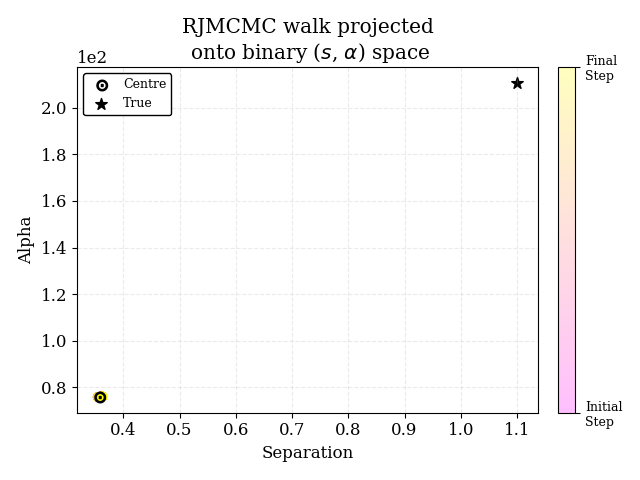 RJMCMC walk projected
onto binary (s, α) space
1e2
Centre
True
Final
Step
2.0
1.8
1.6
1.4
1.2
1.0
0.8
Alpha
Initial
Step
0.4 0.5 0.6 0.7 0.8 0.9 1.0 1.1
Separation